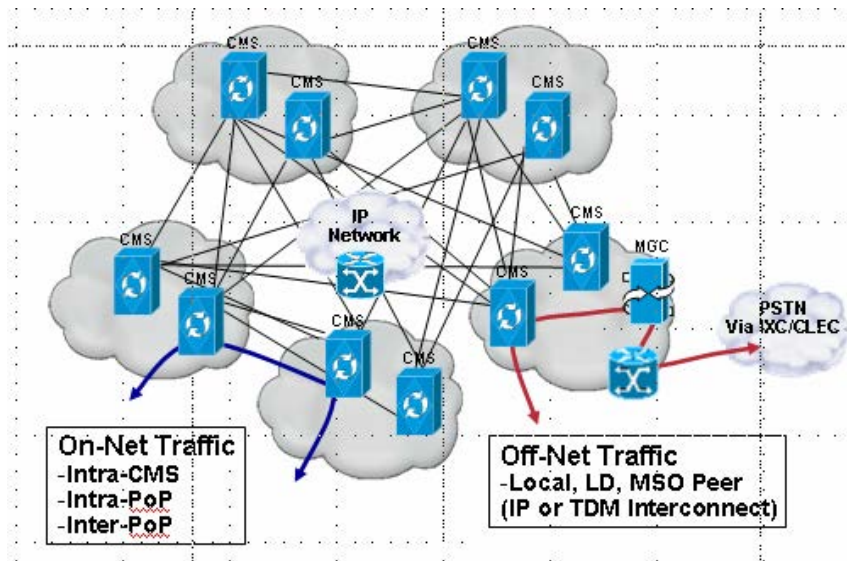 CMS
CMS
CMS
CMS
IP
Network
CMS
MGC
CMS
CMS
CMS
PSTN
Via IXC/CLEC
CMS
CMS
On-Net Traffic
-Intra-CMS
-Intra-PoP
-Inter-PoP
Off-Net Traffic
-Local, LD, MSO Peer
(IP or TDM Interconnect)